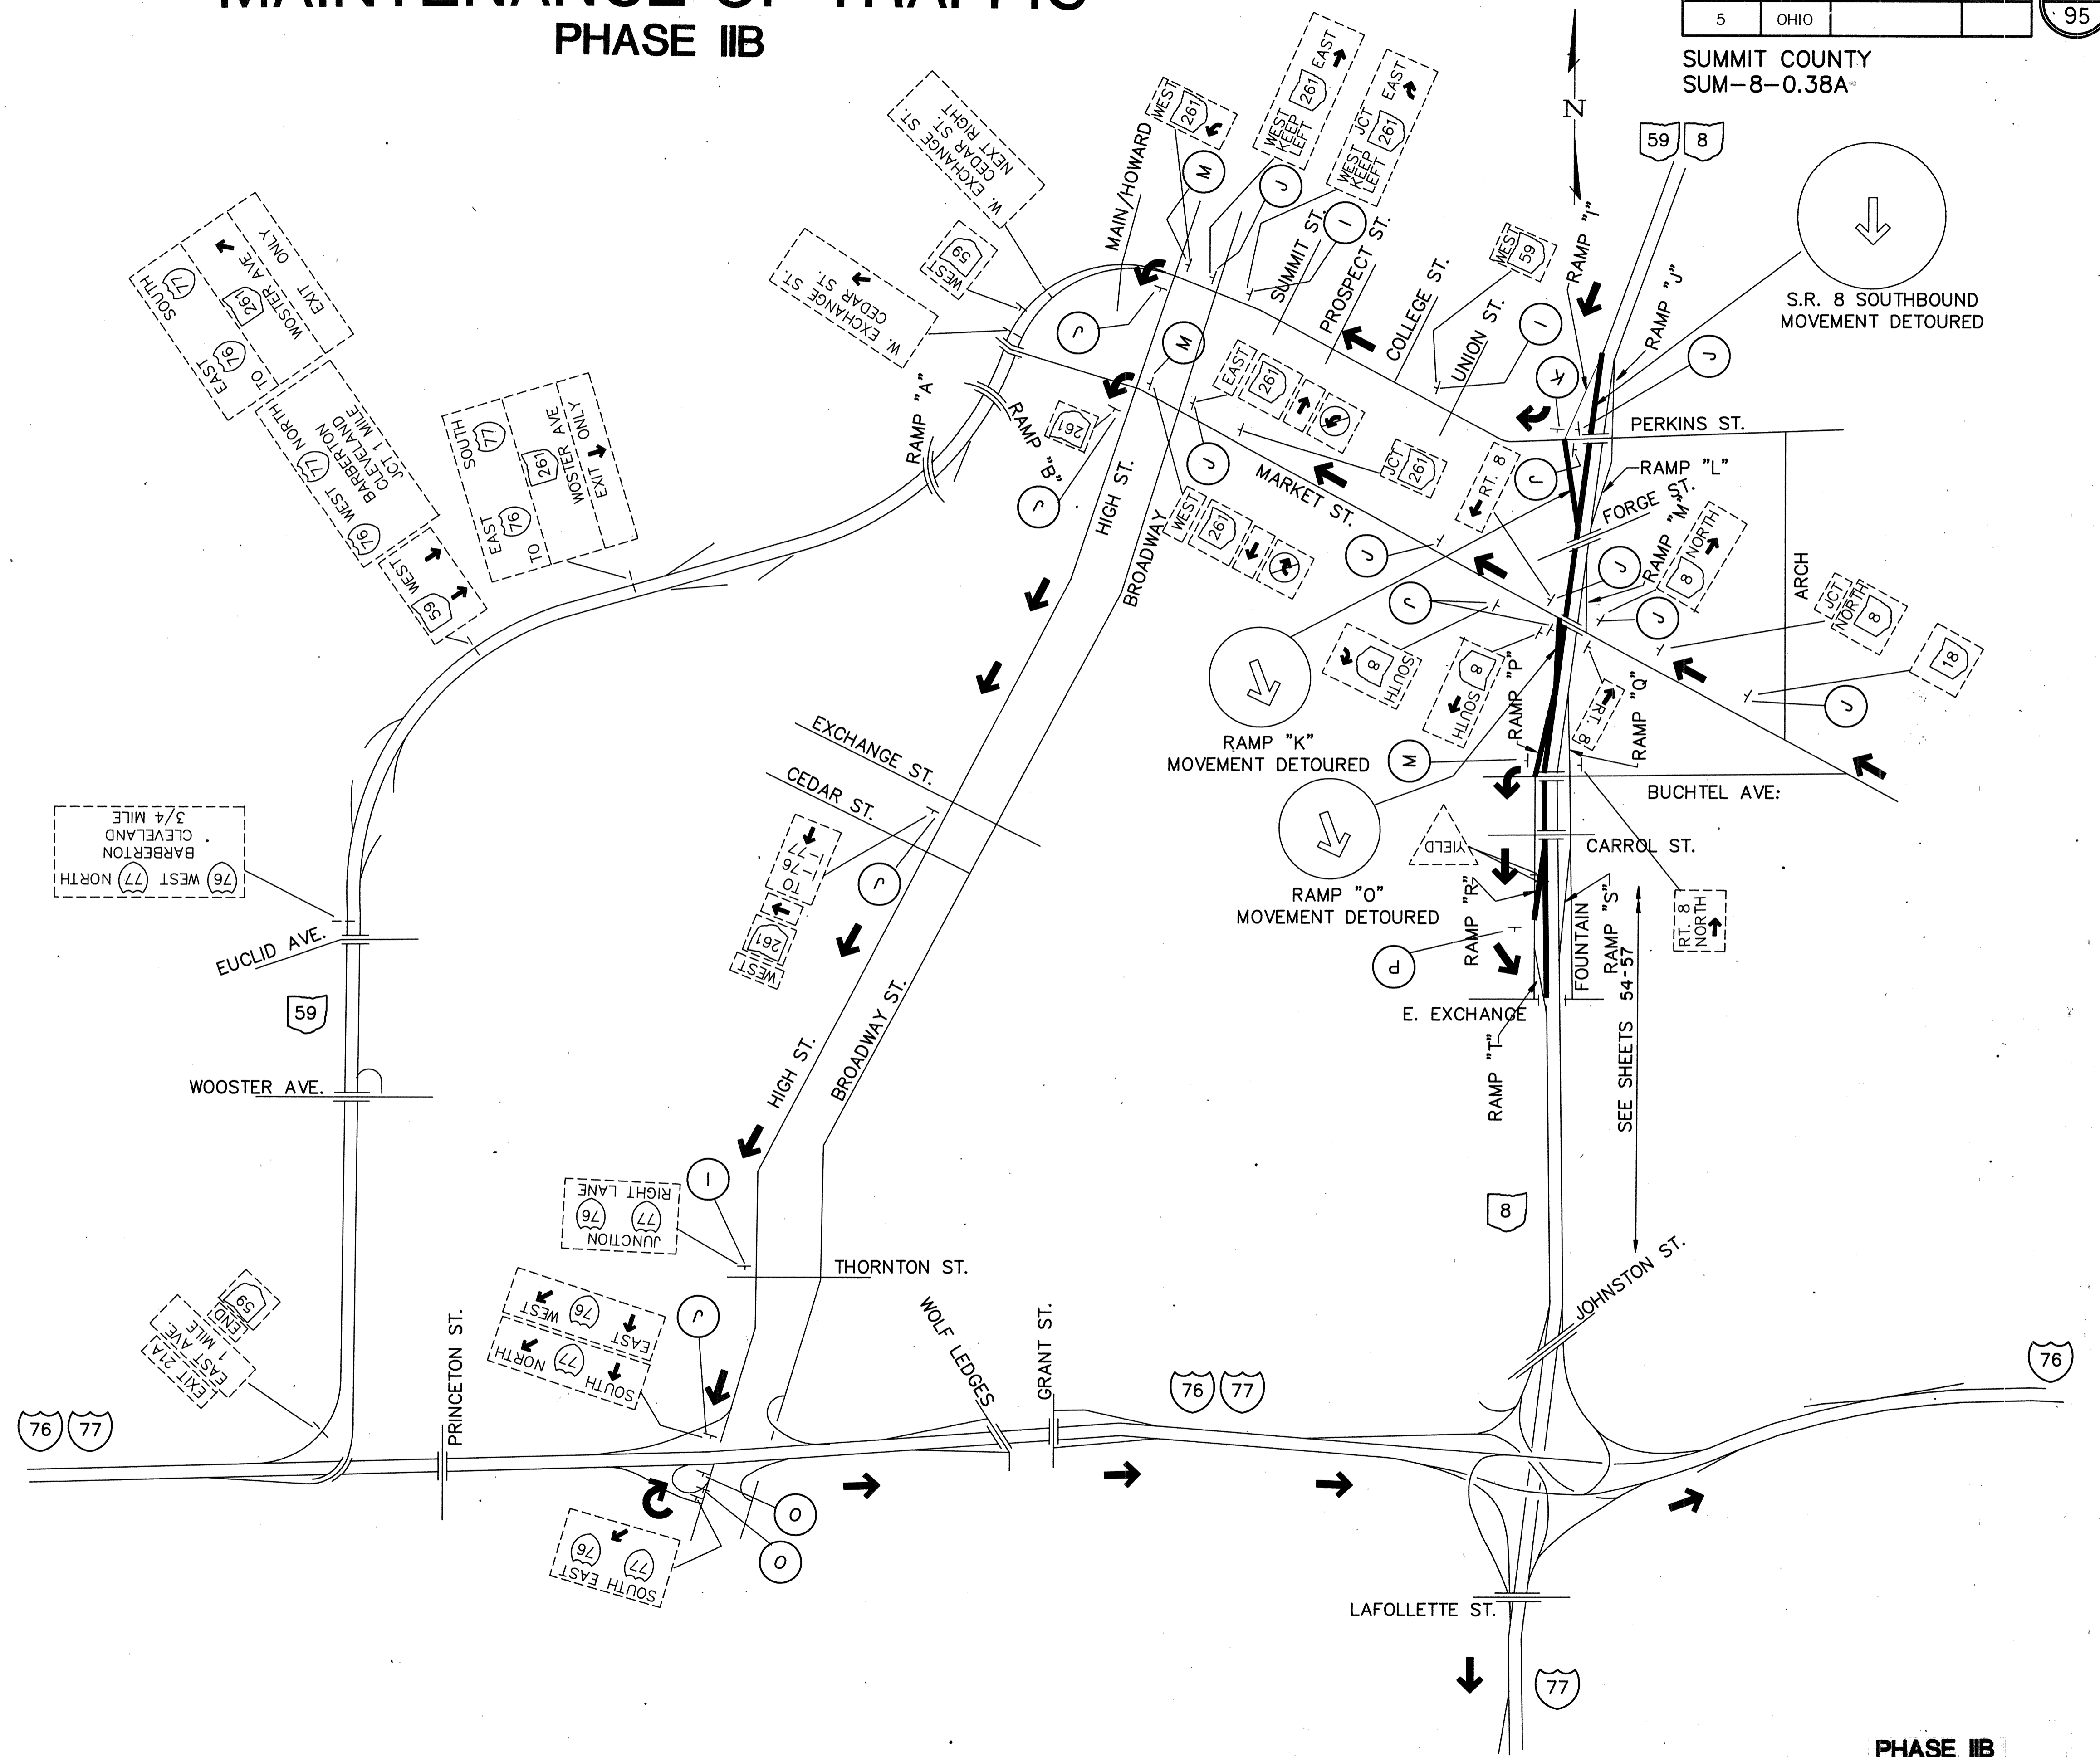 MAINTENANCE OF TRAFFIC
PHASE IIB
5 OHIO
95
SUMMIT COUNTY
SUM-8-0.38A
N
59 8
S.R. 8 SOUTHBOUND
MOVEMENT DETOURED
RAMP "I"
RAMP "J"
WEST
261
M
MAIN/HOWARD
WEST
KEEP
LEFT
261
EAST
J
WEST
KEEP
LEFT
JCT
261
EAST
I
W. EXCHANGE ST.
CEDAR ST.
NEXT RIGHT
WEST
59
W. EXCHANGE ST.
CEDAR ST.
SUMMIT ST.
PROSPECT ST.
COLLEGE ST.
UNION ST.
WEST
59
I
K
J
PERKINS ST.
TO
EAST 76 SOUTH 77
261
WOSTER AVE
EXIT ONLY
76 WEST 77 NORTH
BARBERTON
CLEVELAND
JCT 1 MILE
WEST
59
TO
EAST 76 SOUTH 77
261
WOOSTER AVE
EXIT ONLY
RAMP "A"
RAMP "B"
261
J
J
M
J
HIGH ST.
BROADWAY
EAST
261
WEST
261
JCT
261
MARKET ST.
J
RT. 8
J
RAMP "L"
FORGE ST.
RAMP "M"
8 NORTH
J
J
ARCH
JCT
NORTH
8
18
J
J
8
SOUTH
8
SOUTH
RAMP "P"
RT. 8
RAMP "Q"
RAMP "K"
MOVEMENT DETOURED
M
BUCHTEL AVE:
RAMP "O"
MOVEMENT DETOURED
YIELD
CARROL ST.
RAMP "R"
FOUNTAIN
RAMP "S"
RT. 8
NORTH
P
E. EXCHANGE
RAMP "T"
SEE SHEETS 54-57
EXCHANGE ST.
CEDAR ST.
WEST
261
TO
I-76
I-77
J
76 WEST 77 NORTH
BARBERTON
CLEVELAND
3/4 MILE
EUCLID AVE.
59
WOOSTER AVE.
HIGH ST.
BROADWAY ST.
JUNCTION
77 76
RIGHT LANE
I
THORNTON ST.
8
JOHNSTON ST.
END
59
EXIT 21A
EAST AVE.
1 MILE
PRINCETON ST.
EAST 76 WEST
SOUTH 77 NORTH
J
WOLF LEDGES
GRANT ST.
76 77
76
76 77
O
O
SOUTH EAST
77 76
LAFOLLETTE ST.
77
PHASE IIB